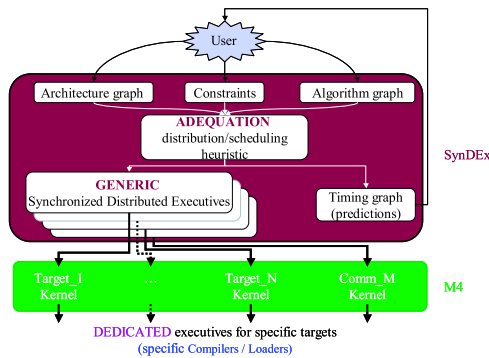 User
Architecture graph
Constraints
Algorithm graph
ADEQUATION
distribution/scheduling
heuristic
SynDEx
GENERIC
Synchronized Distributed Executives
Timing graph
(predictions)
Target_1
Kernel
...
Target_N
Kernel
Comm_M
Kernel
M4
DEDICATED executives for specific targets
(specific Compilers / Loaders)